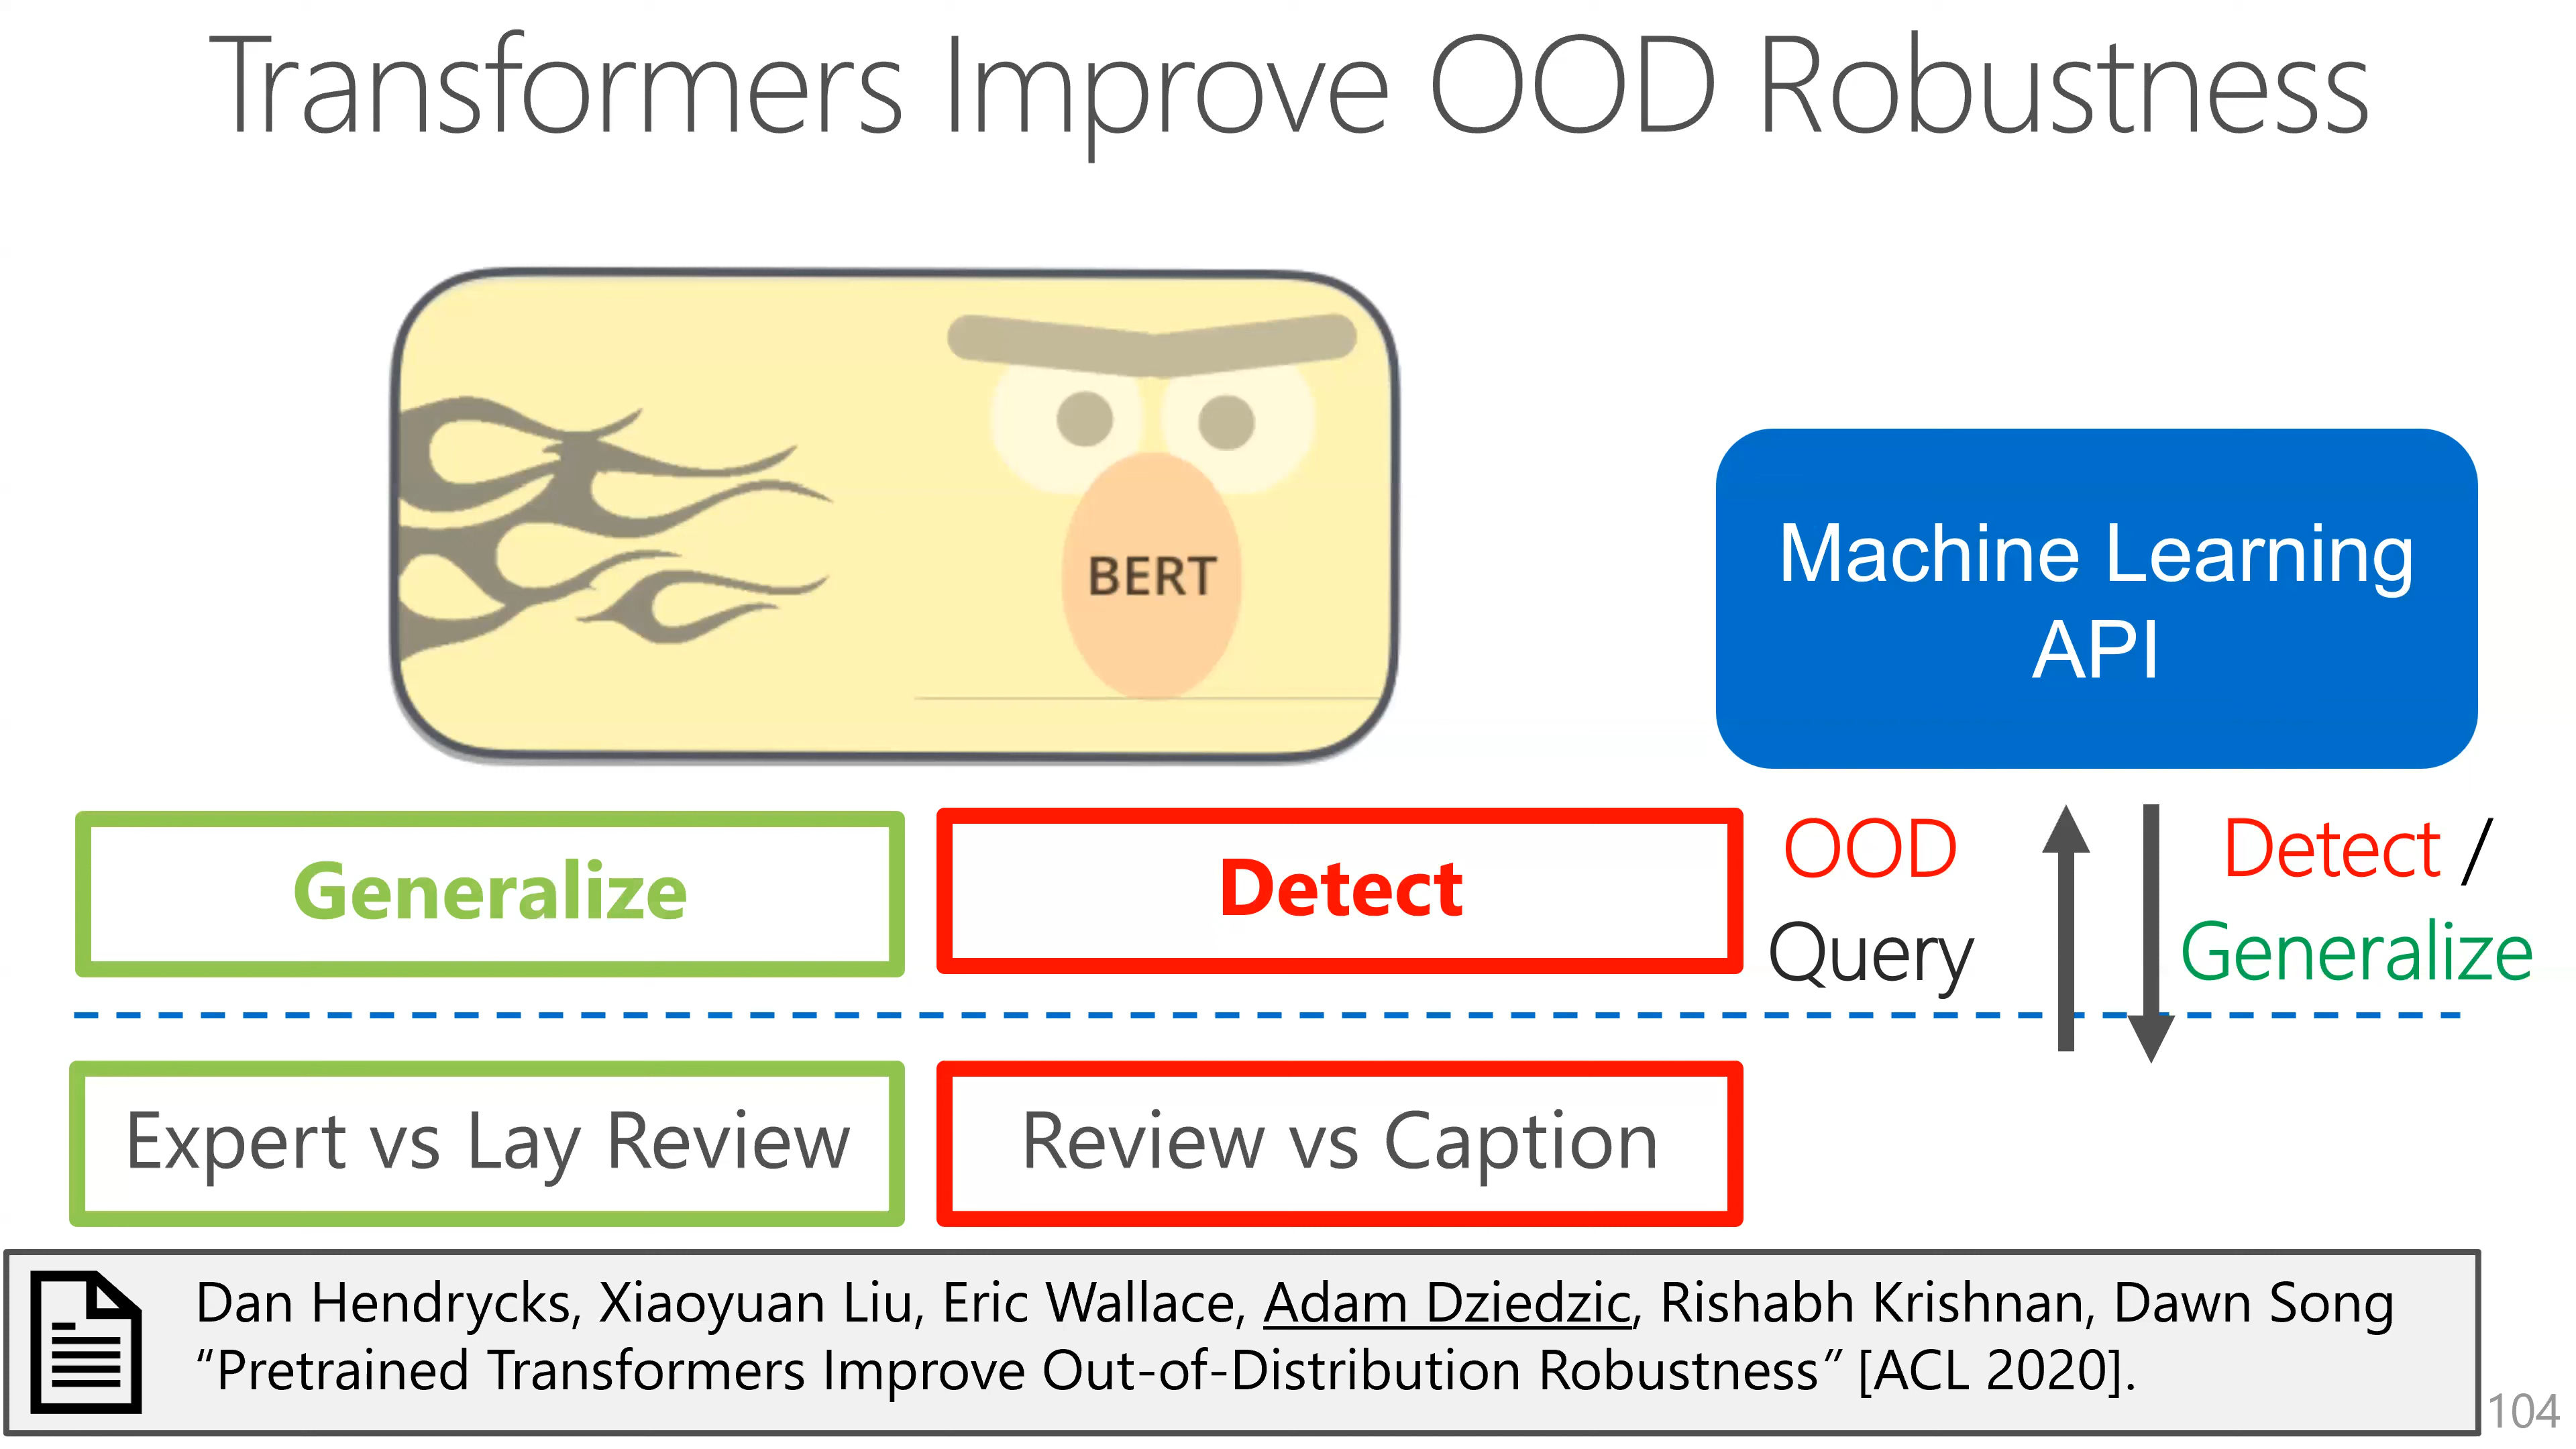 Transformers Improve OOD Robustness
BERT
Machine Learning
API
Generalize
Detect
OOD
Query
Detect /
Generalize
Expert vs Lay Review
Review vs Caption
Dan Hendrycks, Xiaoyuan Liu, Eric Wallace, Adam Dziedzic, Rishabh Krishnan, Dawn Song
“Pretrained Transformers Improve Out-of-Distribution Robustness” [ACL 2020].
104